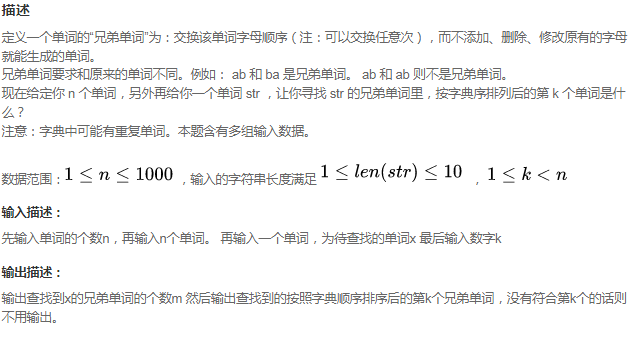 描述
定义一个单词的“兄弟单词”为：交换该单词字母顺序（注：可以交换任意次），而不添加、删除、修改原有的字母
就能生成的单词。
兄弟单词要求和原来的单词不同。例如： ab 和 ba 是兄弟单词。 ab 和 ab 则不是兄弟单词。
现在给定你 n 个单词，另外再给你一个单词 str ，让你寻找 str 的兄弟单词里，按字典序排列后的第 k 个单词是什
么？
注意：字典中可能有重复单词。本题含有多组输入数据。
数据范围：1 ≤ n ≤ 1000 ，输入的字符串长度满足 1 ≤ len(str) ≤ 10 ， 1 ≤ k < n
输入描述：
先输入单词的个数n，再输入n个单词。 再输入一个单词，为待查找的单词x 最后输入数字k
输出描述：
输出查找到x的兄弟单词的个数m 然后输出查找到的按照字典顺序排序后的第k个兄弟单词，没有符合第k个的话则
不用输出。